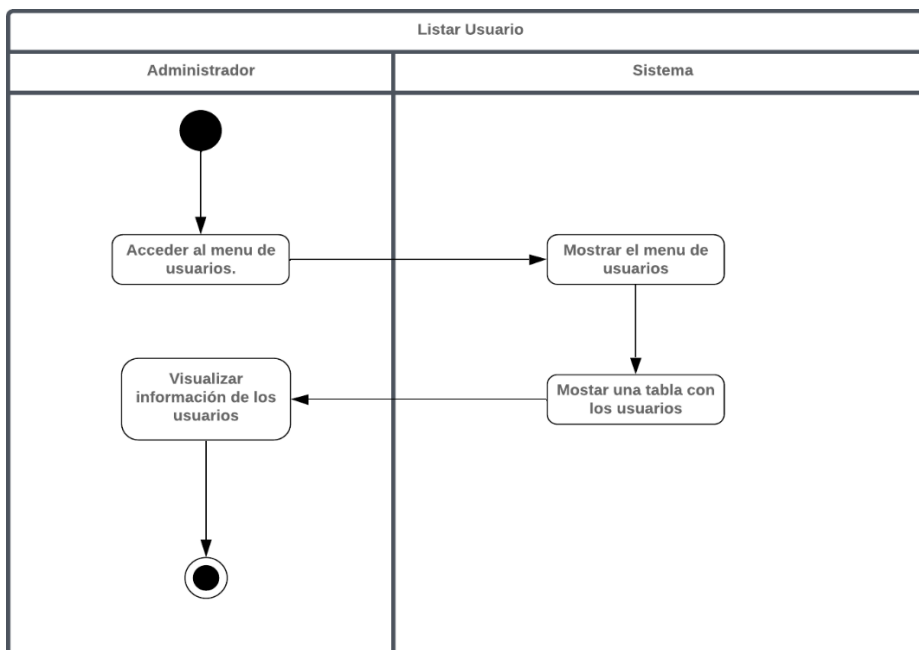 Listar Usuario
Administrador
Sistema
Acceder al menu de
usuarios.
Mostrar el menu de
usuarios
Mostar una tabla con
los usuarios
Visualizar
información de los
usuarios